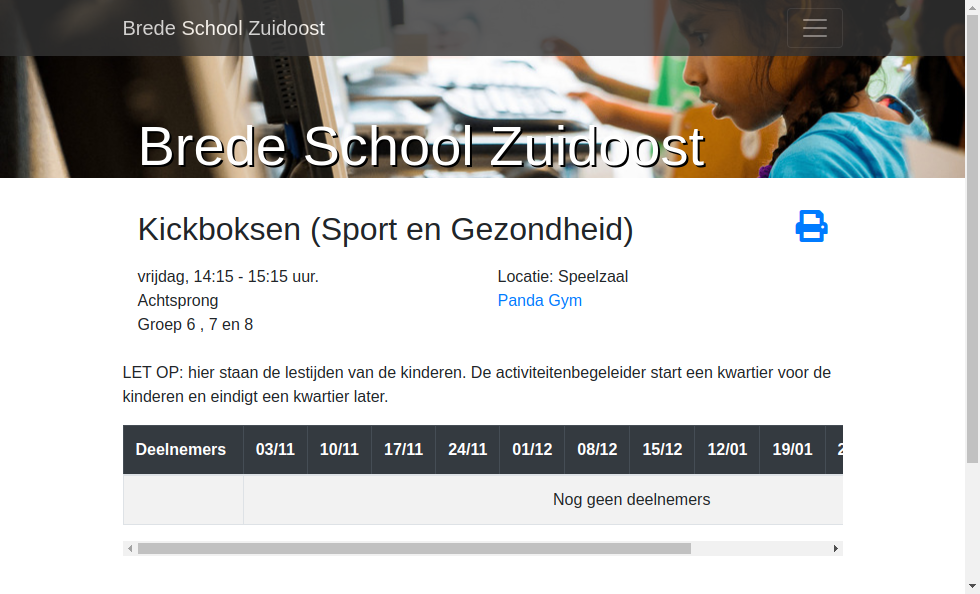 Brede School Zuidoost
Brede School Zuidoost
Kickboksen (Sport en Gezondheid)
vrijdag, 14:15 - 15:15 uur.
Achtsprong
Groep 6 , 7 en 8
Locatie: Speelzaal
Panda Gym
LET OP: hier staan de lestijden van de kinderen. De activiteitenbegeleider start een kwartier voor de
kinderen en eindigt een kwartier later.
Deelnemers 03/11 10/11 17/11 24/11 01/12 08/12 15/12 12/01 19/01
Nog geen deelnemers